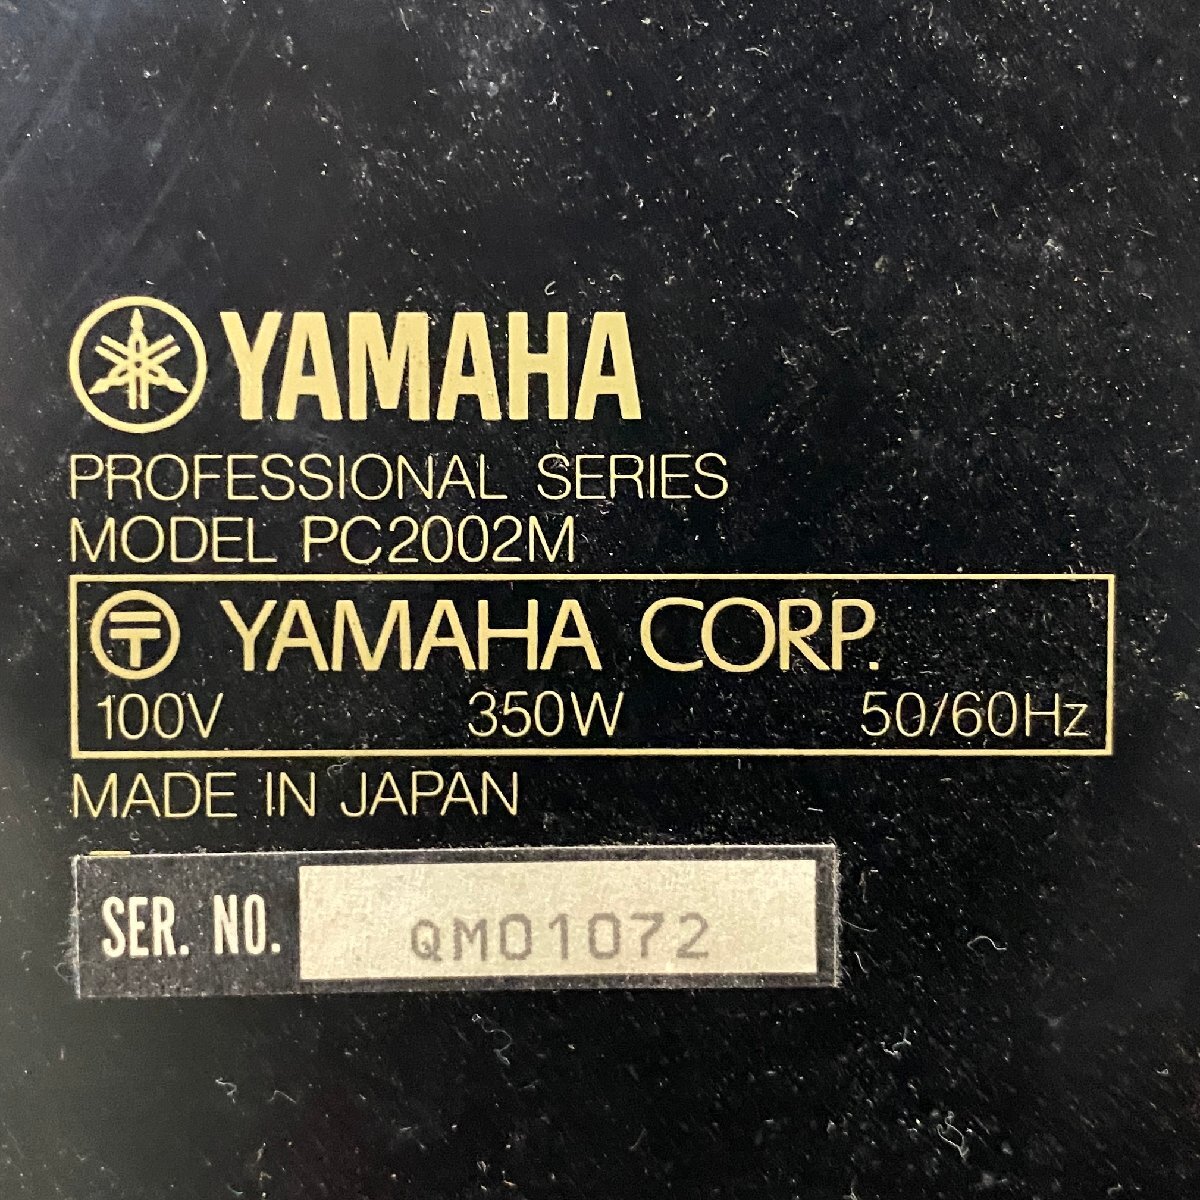 YAMAHA
PROFESSIONAL SERIES
MODEL PC2002M
〒 YAMAHA CORP.
100V 350W 50/60Hz
MADE IN JAPAN
SER. NO. QM01072